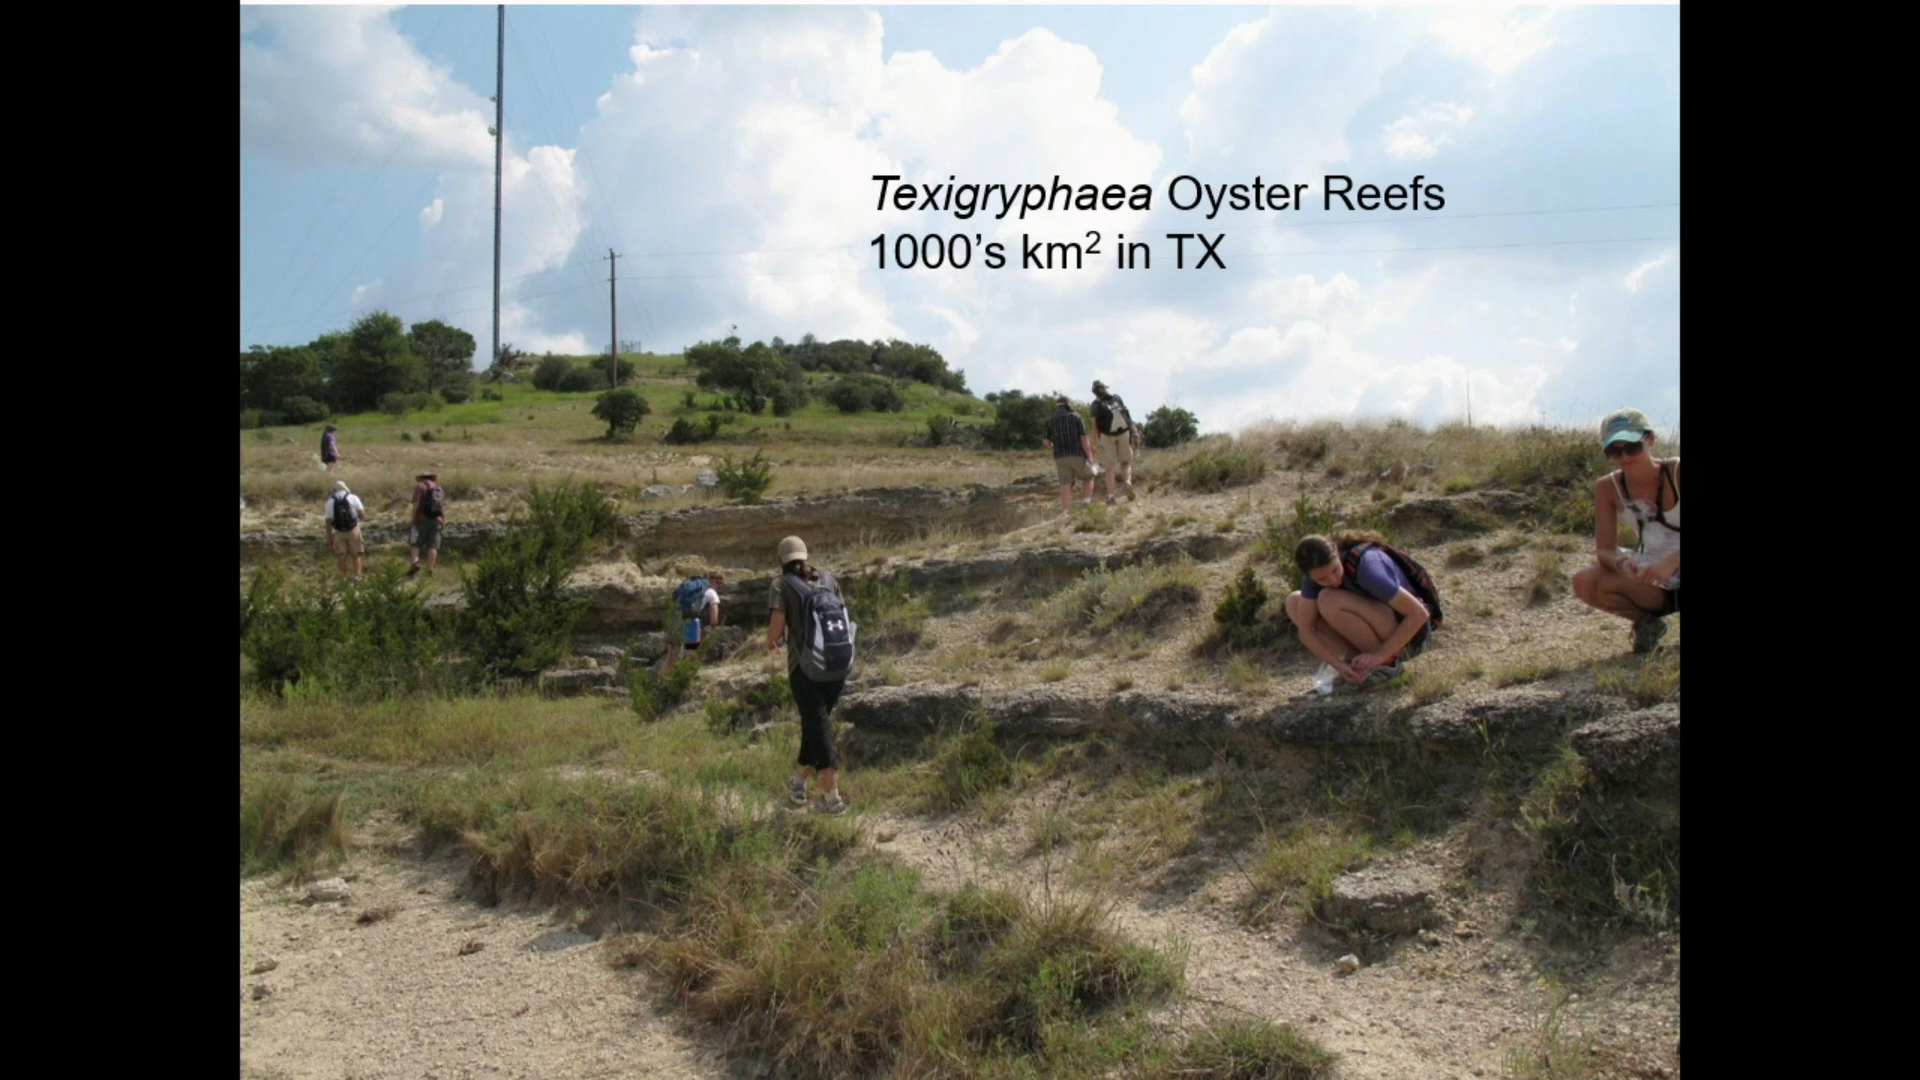 Texigryphaea Oyster Reefs
1000’s km² in TX